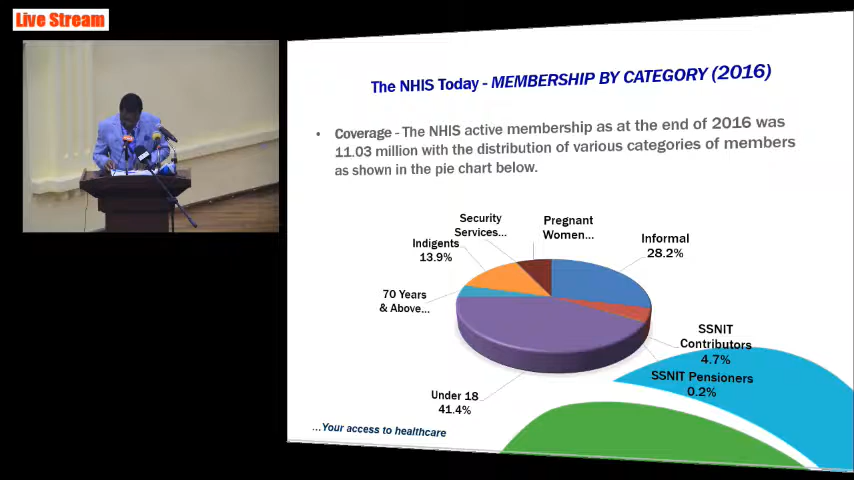 Live Stream
The NHIS Today - MEMBERSHIP BY CATEGORY (2016)
• Coverage - The NHIS active membership as at the end of 2016 was
11.03 million with the distribution of various categories of members
as shown in the pie chart below.
Security
Services...
Pregnant
Women...
Informal
28.2%
Indigents
13.9%
70 Years
& Above...
SSNIT
Contributors
4.7%
SSNIT Pensioners
0.2%
Under 18
41.4%
...Your access to healthcare